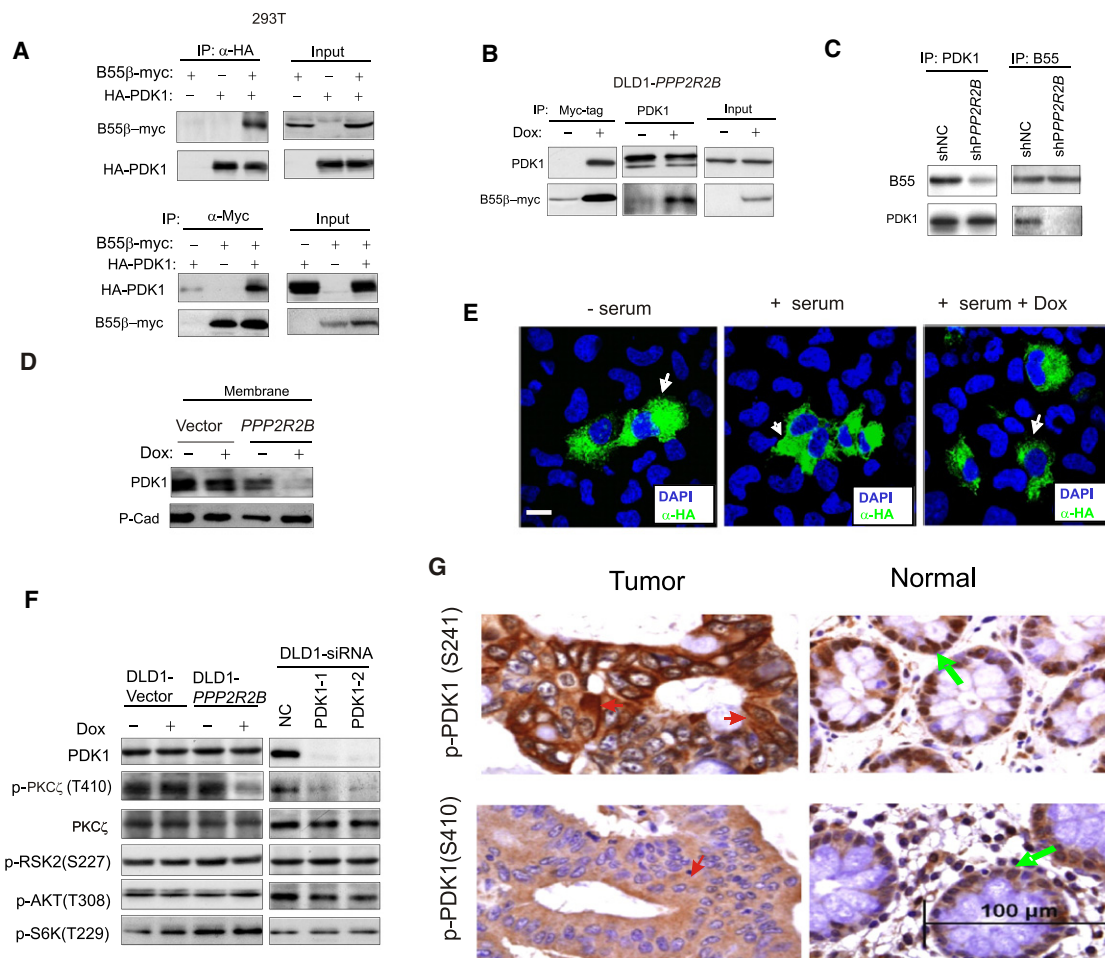 293T
A
IP: α-HA Input
B55β-myc: + – + + – +
HA-PDK1: – + + – + +
B55β–myc
HA-PDK1
IP: α-Myc Input
B55β-myc: – + + – + +
HA-PDK1: + – + + – +
HA-PDK1
B55β–myc
B
DLD1-PPP2R2B
IP: Myc-tag PDK1 Input
Dox: – + – + – +
PDK1
B55β–myc
C
IP: PDK1 IP: B55
shNC shPPP2R2B shNC shPPP2R2B
B55
PDK1
D
Membrane
Vector PPP2R2B
Dox: – + – +
PDK1
P-Cad
E
- serum + serum + serum + Dox
DAPI DAPI DAPI
α-HA α-HA α-HA
F
DLD1-Vector DLD1-PPP2R2B DLD1-siRNA
– + – + NC PDK1-1 PDK1-2
Dox
PDK1
p-PKCζ (T410)
PKCζ
p-RSK2(S227)
p-AKT(T308)
p-S6K(T229)
G
Tumor Normal
p-PDK1 (S241)
p-PDK1(S410)
100 μm